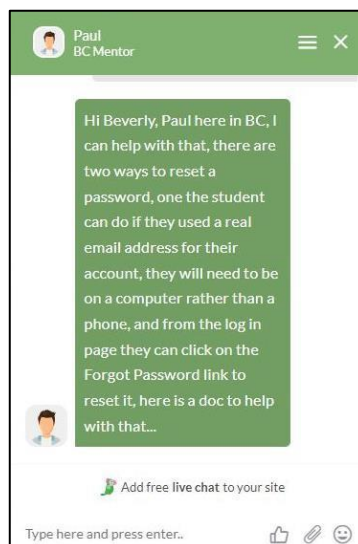 Paul
BC Mentor
Hi Beverly, Paul here in BC, I
can help with that, there are
two ways to reset a
password, one the student
can do if they used a real
email address for their
account, they will need to be
on a computer rather than a
phone, and from the log in
page they can click on the
Forgot Password link to
reset it, here is a doc to help
with that...
Add free live chat to your site
Type here and press enter..